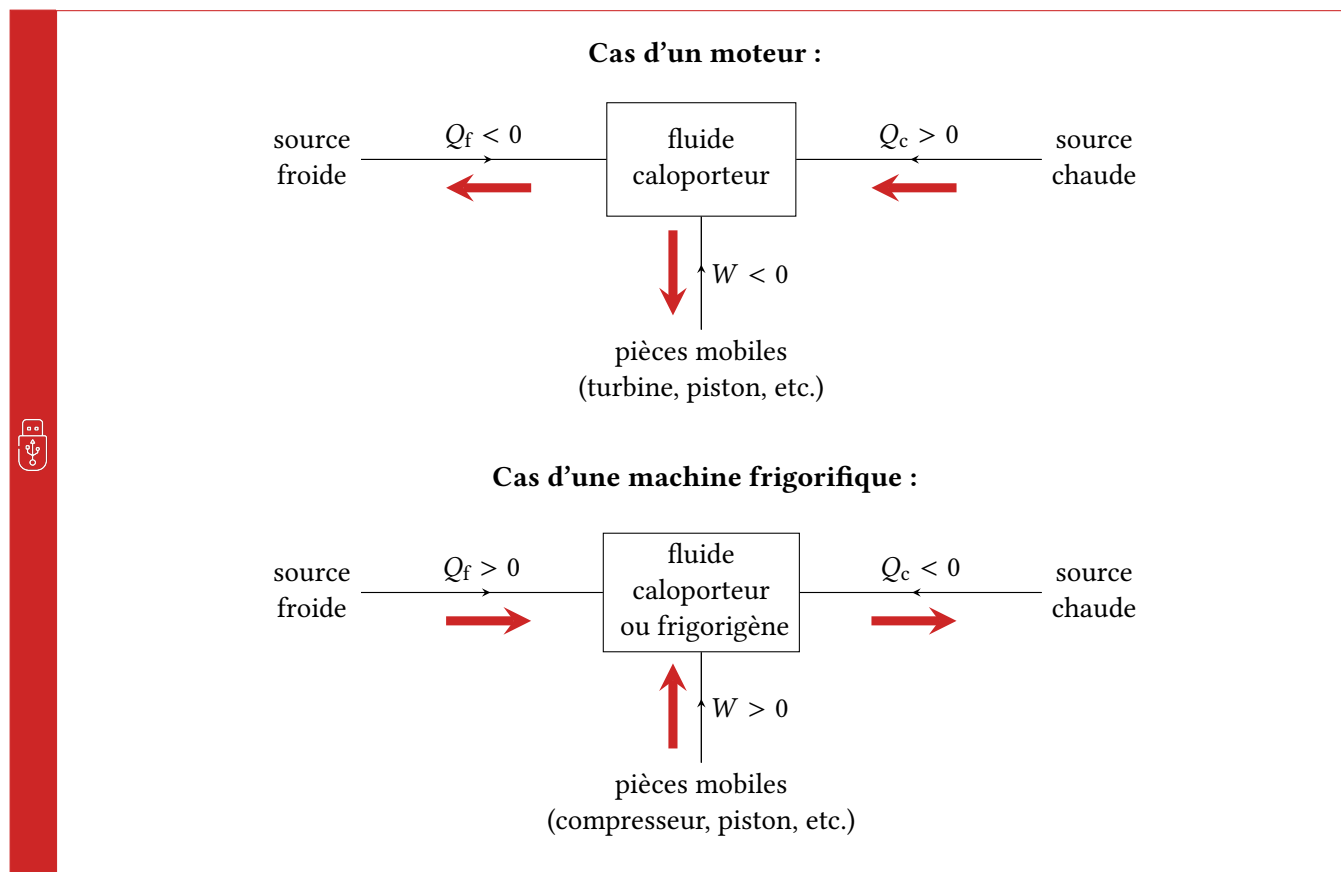 Cas d'un moteur :
source
froide
Q_f < 0
fluide
caloporteur
Q_c > 0
source
chaude
W < 0
pièces mobiles
(turbine, piston, etc.)
Cas d'une machine frigorifique :
source
froide
Q_f > 0
fluide
caloporteur
ou frigorigène
Q_c < 0
source
chaude
W > 0
pièces mobiles
(compresseur, piston, etc.)